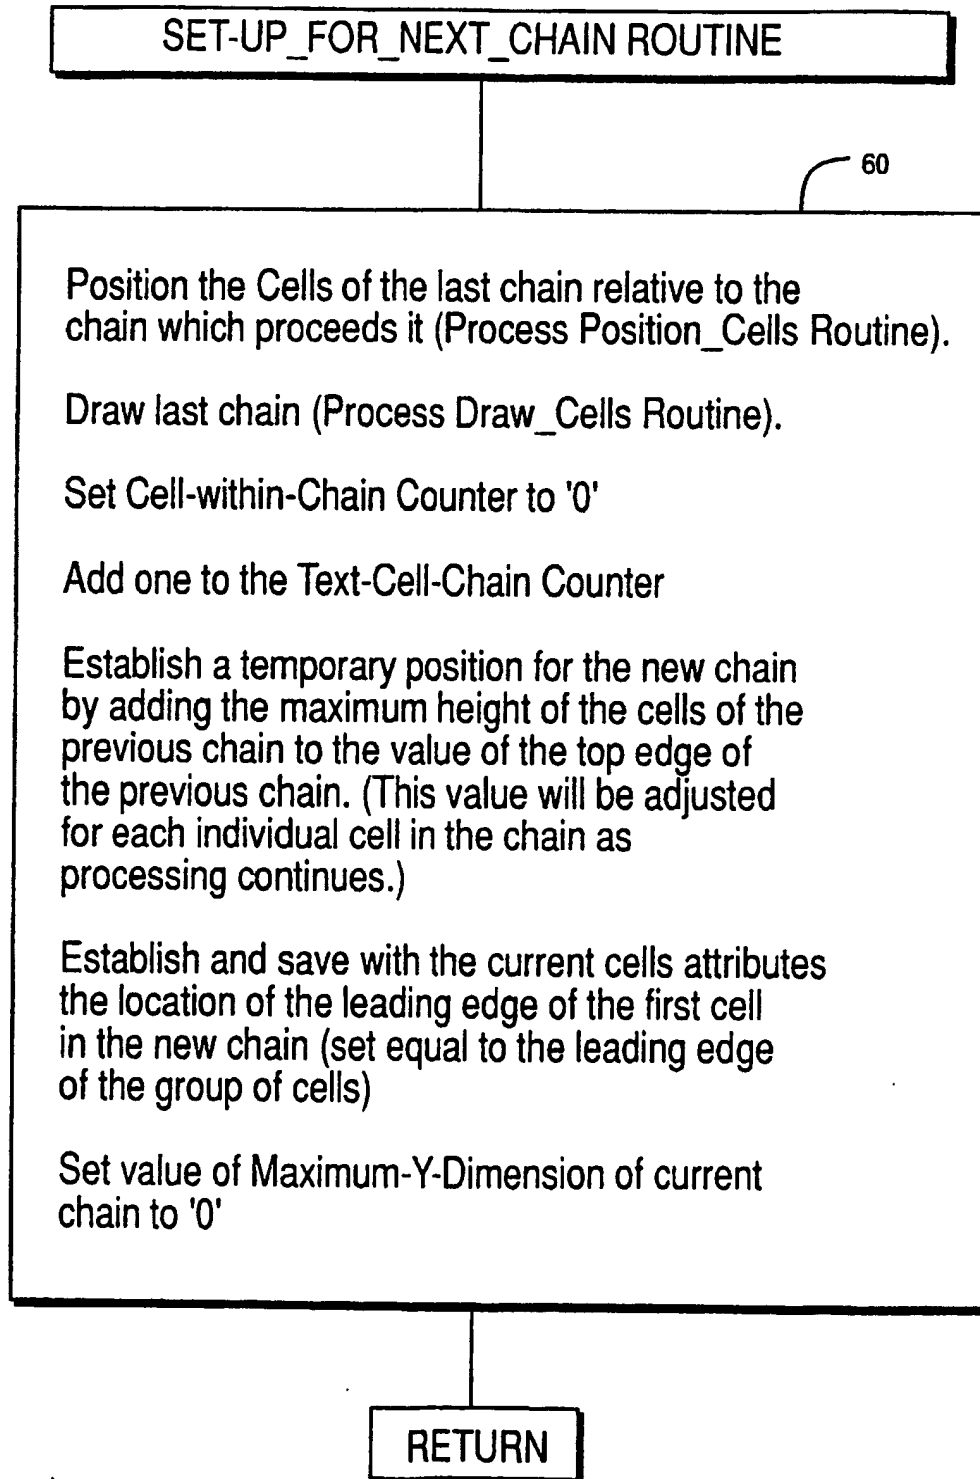 SET-UP_FOR_NEXT_CHAIN ROUTINE
60
Position the Cells of the last chain relative to the
chain which proceeds it (Process Position_Cells Routine).
Draw last chain (Process Draw_Cells Routine).
Set Cell-within-Chain Counter to '0'
Add one to the Text-Cell-Chain Counter
Establish a temporary position for the new chain
by adding the maximum height of the cells of the
previous chain to the value of the top edge of
the previous chain. (This value will be adjusted
for each individual cell in the chain as
processing continues.)
Establish and save with the current cells attributes
the location of the leading edge of the first cell
in the new chain (set equal to the leading edge
of the group of cells)
Set value of Maximum-Y-Dimension of current
chain to '0'
RETURN